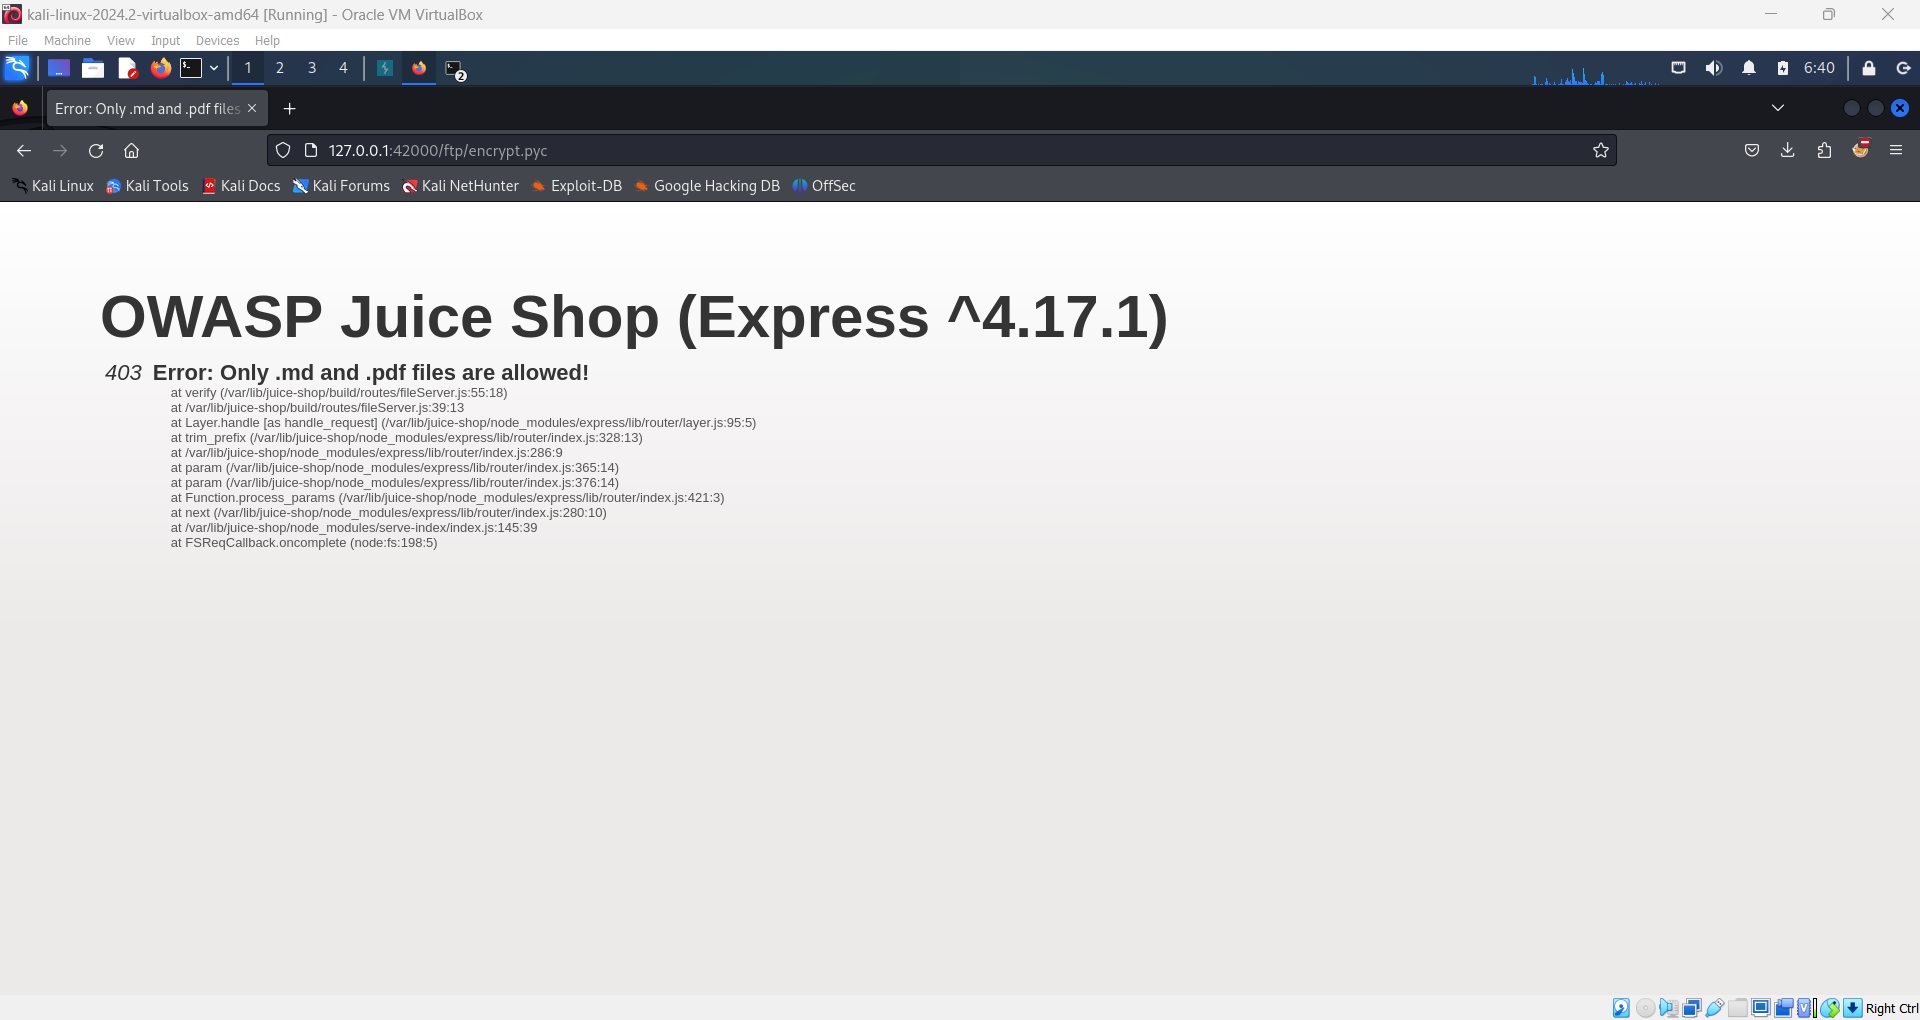 kali-linux-2024.2-virtualbox-amd64 [Running] - Oracle VM VirtualBox
File Machine View Input Devices Help
1 2 3 4 2 6:40
Error: Only .md and .pdf files
127.0.0.1:42000/ftp/encrypt.pyc
Kali Linux Kali Tools Kali Docs Kali Forums Kali NetHunter Exploit-DB Google Hacking DB OffSec
OWASP Juice Shop (Express ^4.17.1)
403 Error: Only .md and .pdf files are allowed!
at verify (/var/lib/juice-shop/build/routes/fileServer.js:55:18)
at /var/lib/juice-shop/build/routes/fileServer.js:39:13
at Layer.handle [as handle_request] (/var/lib/juice-shop/node_modules/express/lib/router/layer.js:95:5)
at trim_prefix (/var/lib/juice-shop/node_modules/express/lib/router/index.js:328:13)
at /var/lib/juice-shop/node_modules/express/lib/router/index.js:286:9
at param (/var/lib/juice-shop/node_modules/express/lib/router/index.js:365:14)
at param (/var/lib/juice-shop/node_modules/express/lib/router/index.js:376:14)
at Function.process_params (/var/lib/juice-shop/node_modules/express/lib/router/index.js:421:3)
at next (/var/lib/juice-shop/node_modules/express/lib/router/index.js:280:10)
at /var/lib/juice-shop/node_modules/serve-index/index.js:145:39
at FSReqCallback.oncomplete (node:fs:198:5)
Right Ctrl